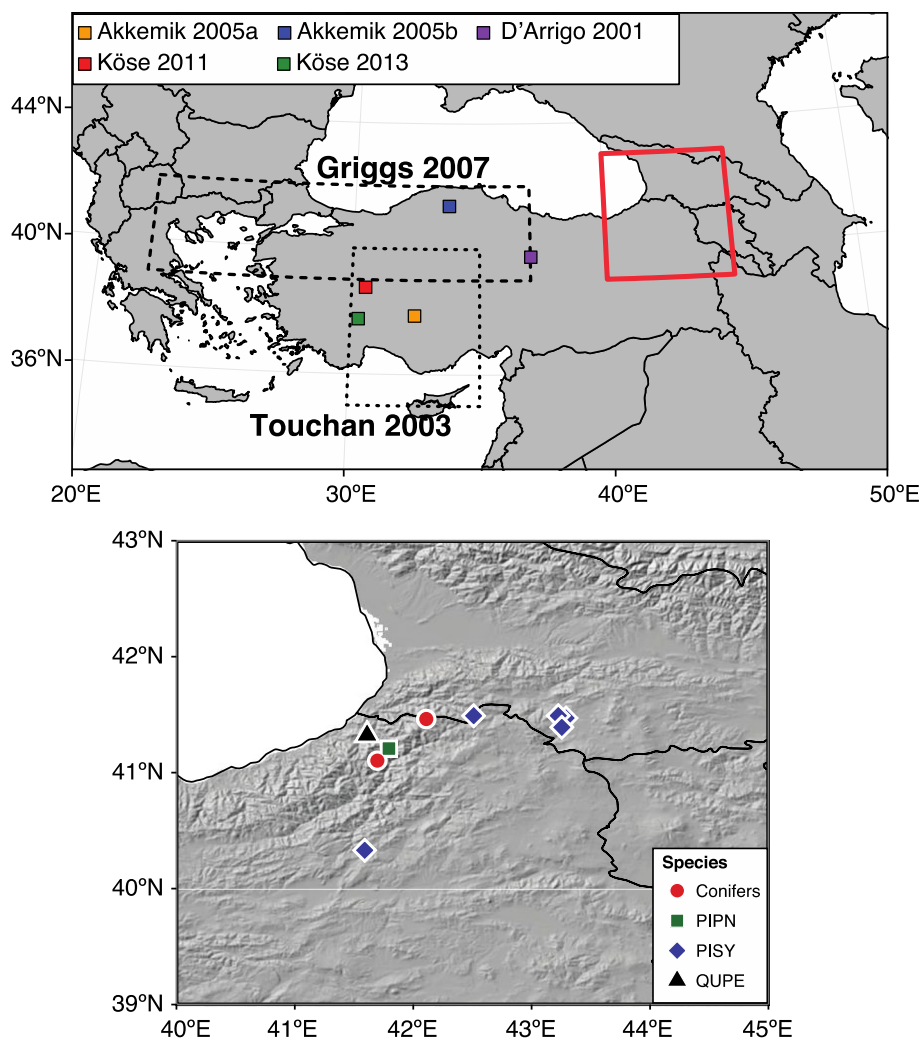 Akkemik 2005a Akkemik 2005b D'Arrigo 2001
Köse 2011 Köse 2013
44ºN
Griggs 2007
40ºN
36ºN
Touchan 2003
20ºE 30ºE 40ºE 50ºE
43ºN
42ºN
41ºN
40ºN
39ºN
Species
Conifers
PIPN
PISY
QUPE
40ºE 41ºE 42ºE 43ºE 44ºE 45ºE